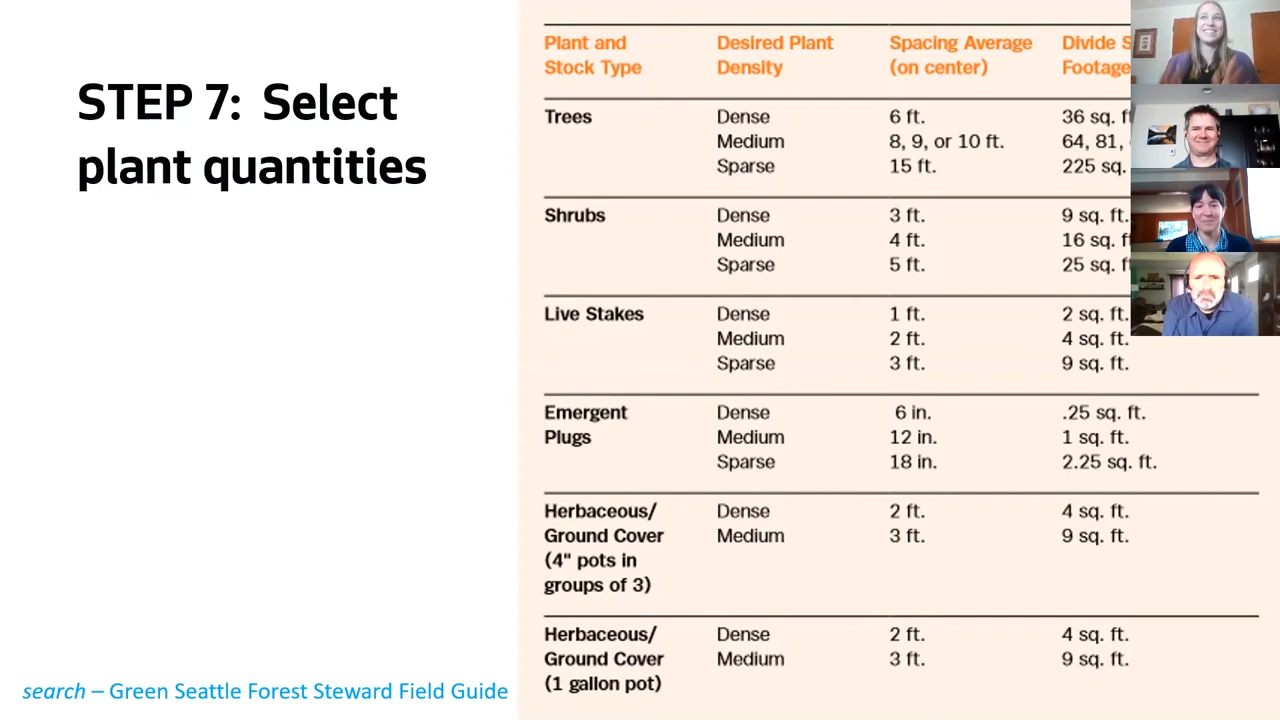 STEP 7: Select
plant quantities
search – Green Seattle Forest Steward Field Guide
Plant and Desired Plant Spacing Average Divide
Stock Type Density (on center) Footage
Trees Dense 6 ft. 36 sq. ft
Medium 8, 9, or 10 ft. 64, 81,
Sparse 15 ft. 225 sq.
Shrubs Dense 3 ft. 9 sq. ft.
Medium 4 ft. 16 sq. ft
Sparse 5 ft. 25 sq. ft
Live Stakes Dense 1 ft. 2 sq. ft.
Medium 2 ft. 4 sq. ft.
Sparse 3 ft. 9 sq. ft.
Emergent Dense 6 in. .25 sq. ft.
Plugs Medium 12 in. 1 sq. ft.
Sparse 18 in. 2.25 sq. ft.
Herbaceous/ Dense 2 ft. 4 sq. ft.
Ground Cover Medium 3 ft. 9 sq. ft.
(4" pots in
groups of 3)
Herbaceous/ Dense 2 ft. 4 sq. ft.
Ground Cover Medium 3 ft. 9 sq. ft.
(1 gallon pot)